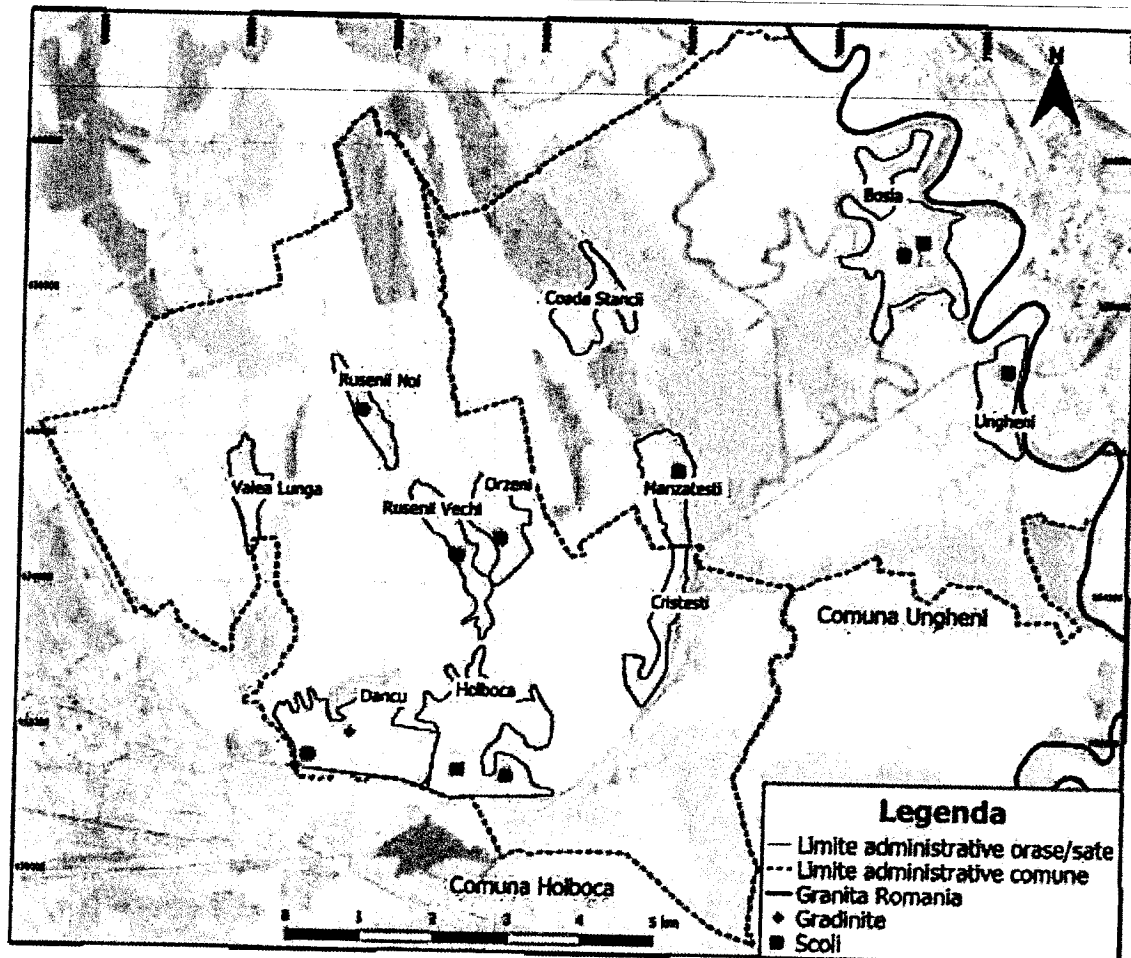 N
Bosia
Coada Stancii
Rusenii Noi
Ungheni
Valea Lunga
Orzeni
Manzatesti
Rusenii Vechi
Cristesti
Comuna Ungheni
Dancu
Holboca
Comuna Holboca
0 1 2 3 5 km
Legenda
Limite administrative orase/sate
Limite administrative comune
Granita Romania
Gradinite
Scoli